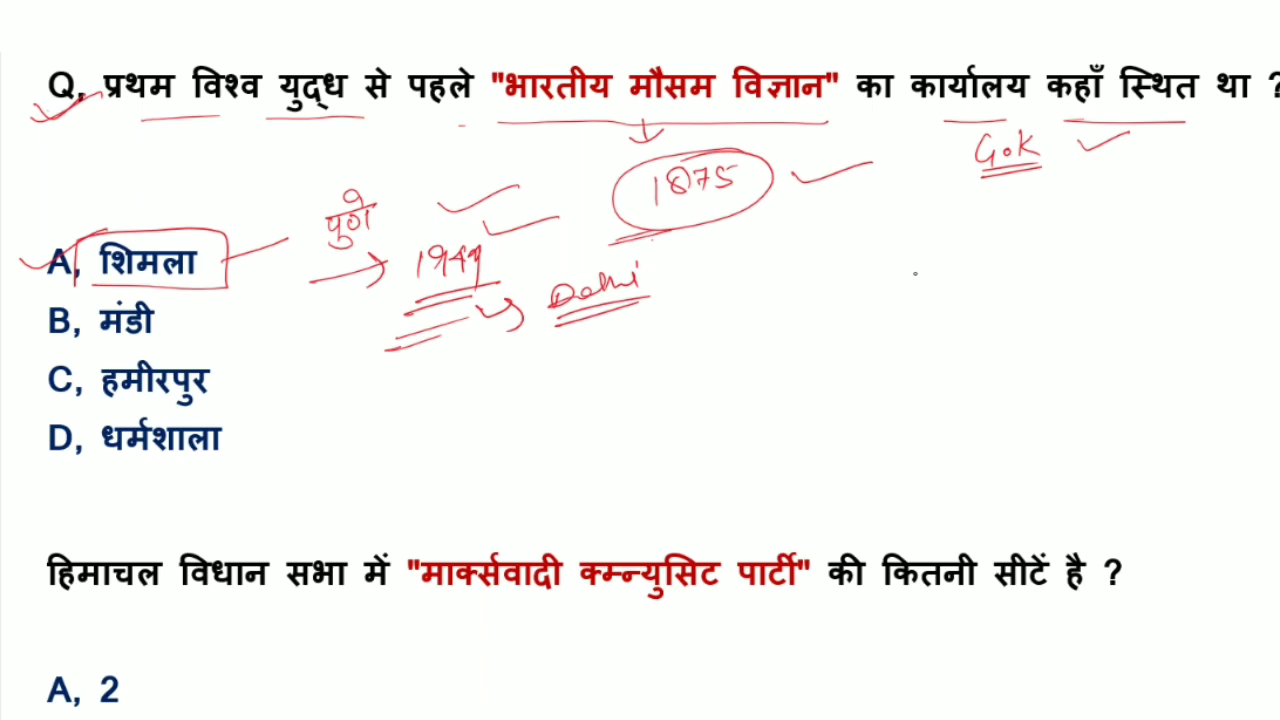 Q, प्रथम विश्व युद्ध से पहले "भारतीय मौसम विज्ञान" का कार्यालय कहाँ स्थित था ?
G.K
1875
पुणे
A, शिमला
1944
Delhi
B, मंडी
C, हमीरपुर
D, धर्मशाला
हिमाचल विधान सभा में "मार्क्सवादी कम्न्युसिट पार्टी" की कितनी सीटें है ?
A, 2